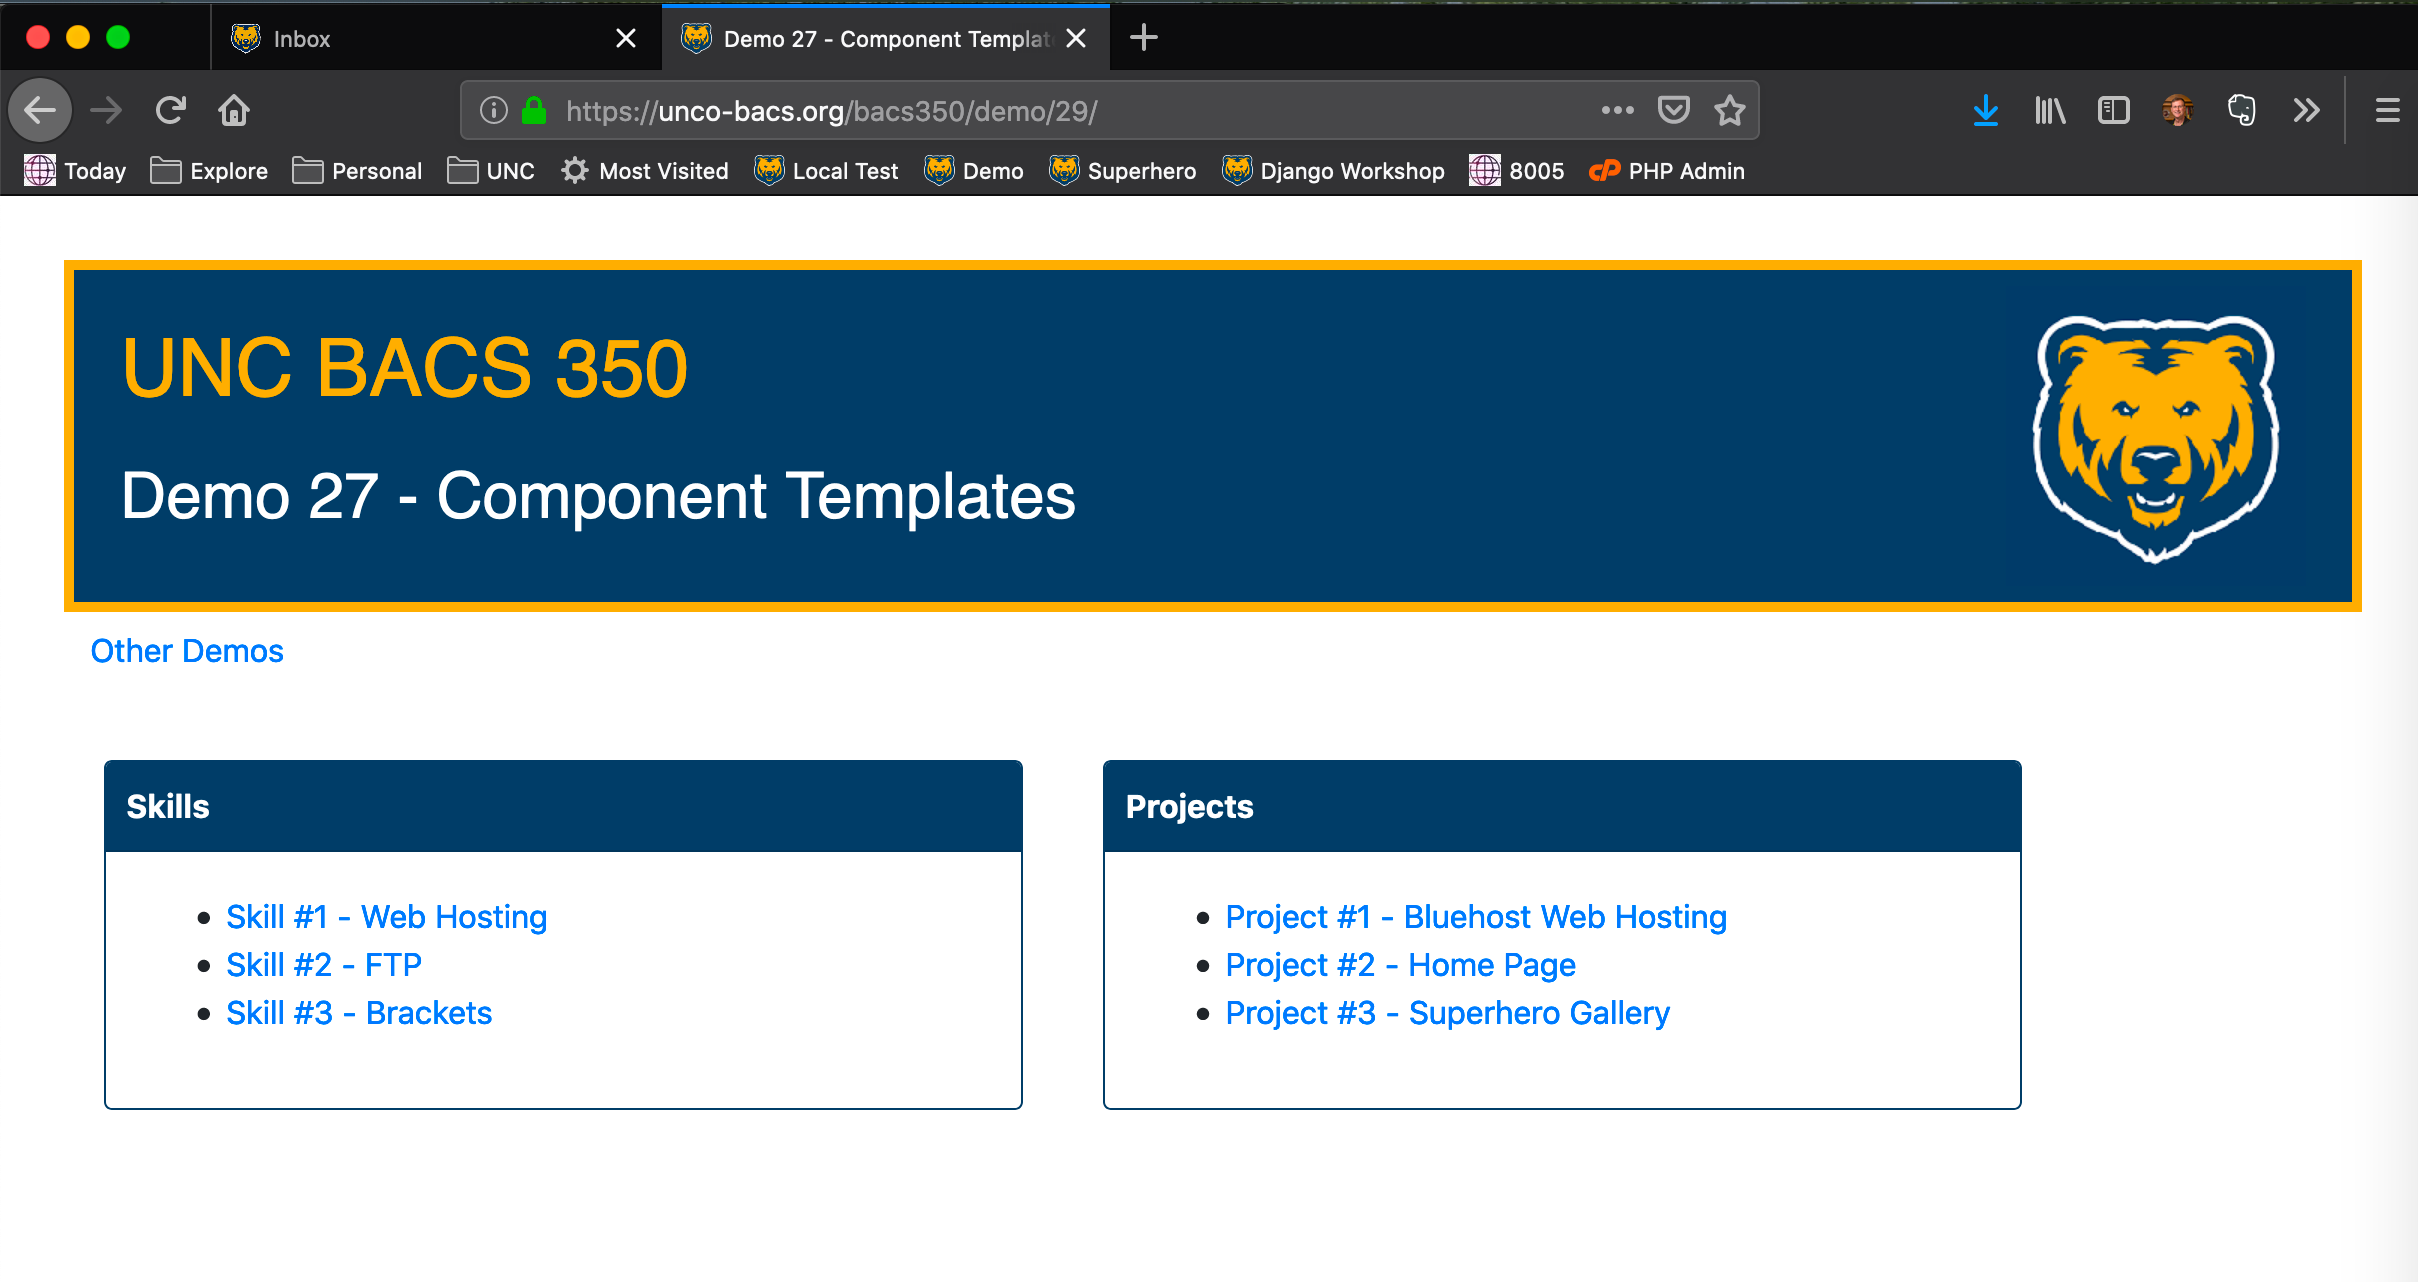 Inbox
Demo 27 - Component Templat
https://unco-bacs.org/bacs350/demo/29/
Today Explore Personal UNC Most Visited Local Test Demo Superhero Django Workshop 8005 cP PHP Admin
UNC BACS 350
Demo 27 - Component Templates
Other Demos
Skills
Skill #1 - Web Hosting
Skill #2 - FTP
Skill #3 - Brackets
Projects
Project #1 - Bluehost Web Hosting
Project #2 - Home Page
Project #3 - Superhero Gallery